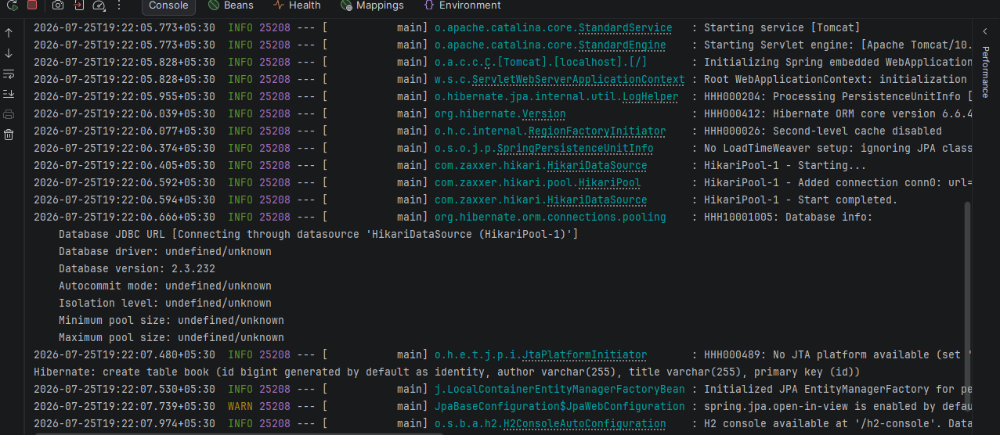 Console Beans Health Mappings Environment
2026-07-25T19:22:05.773+05:30  INFO 25208 --- [           main] o.apache.catalina.core.StandardService   : Starting service [Tomcat]
2026-07-25T19:22:05.773+05:30  INFO 25208 --- [           main] o.apache.catalina.core.StandardEngine    : Starting Servlet engine: [Apache Tomcat/10.
2026-07-25T19:22:05.828+05:30  INFO 25208 --- [           main] o.a.c.c.C.[Tomcat].[localhost].[/]       : Initializing Spring embedded WebApplication
2026-07-25T19:22:05.828+05:30  INFO 25208 --- [           main] w.s.c.ServletWebServerApplicationContext : Root WebApplicationContext: initialization
2026-07-25T19:22:05.955+05:30  INFO 25208 --- [           main] o.hibernate.jpa.internal.util.LogHelper  : HHH000204: Processing PersistenceUnitInfo [
2026-07-25T19:22:06.039+05:30  INFO 25208 --- [           main] org.hibernate.Version                    : HHH000412: Hibernate ORM core version 6.6.4
2026-07-25T19:22:06.077+05:30  INFO 25208 --- [           main] o.h.c.internal.RegionFactoryInitiator    : HHH000026: Second-level cache disabled
2026-07-25T19:22:06.374+05:30  INFO 25208 --- [           main] o.s.o.j.p.SpringPersistenceUnitInfo      : No LoadTimeWeaver setup: ignoring JPA class
2026-07-25T19:22:06.405+05:30  INFO 25208 --- [           main] com.zaxxer.hikari.HikariDataSource       : HikariPool-1 - Starting...
2026-07-25T19:22:06.592+05:30  INFO 25208 --- [           main] com.zaxxer.hikari.pool.HikariPool        : HikariPool-1 - Added connection conn0: url=
2026-07-25T19:22:06.594+05:30  INFO 25208 --- [           main] com.zaxxer.hikari.HikariDataSource       : HikariPool-1 - Start completed.
2026-07-25T19:22:06.666+05:30  INFO 25208 --- [           main] org.hibernate.orm.connections.pooling    : HHH10001005: Database info:
    Database JDBC URL [Connecting through datasource 'HikariDataSource (HikariPool-1)']
    Database driver: undefined/unknown
    Database version: 2.3.232
    Autocommit mode: undefined/unknown
    Isolation level: undefined/unknown
    Minimum pool size: undefined/unknown
    Maximum pool size: undefined/unknown
2026-07-25T19:22:07.480+05:30  INFO 25208 --- [           main] o.h.e.t.j.p.i.JtaPlatformInitiator       : HHH000489: No JTA platform available (set '
Hibernate: create table book (id bigint generated by default as identity, author varchar(255), title varchar(255), primary key (id))
2026-07-25T19:22:07.530+05:30  INFO 25208 --- [           main] j.LocalContainerEntityManagerFactoryBean : Initialized JPA EntityManagerFactory for pe
2026-07-25T19:22:07.739+05:30  WARN 25208 --- [           main] JpaBaseConfiguration$JpaWebConfiguration : spring.jpa.open-in-view is enabled by defau
2026-07-25T19:22:07.974+05:30  INFO 25208 --- [           main] o.s.b.a.h2.H2ConsoleAutoConfiguration    : H2 console available at '/h2-console'. Data
Performance